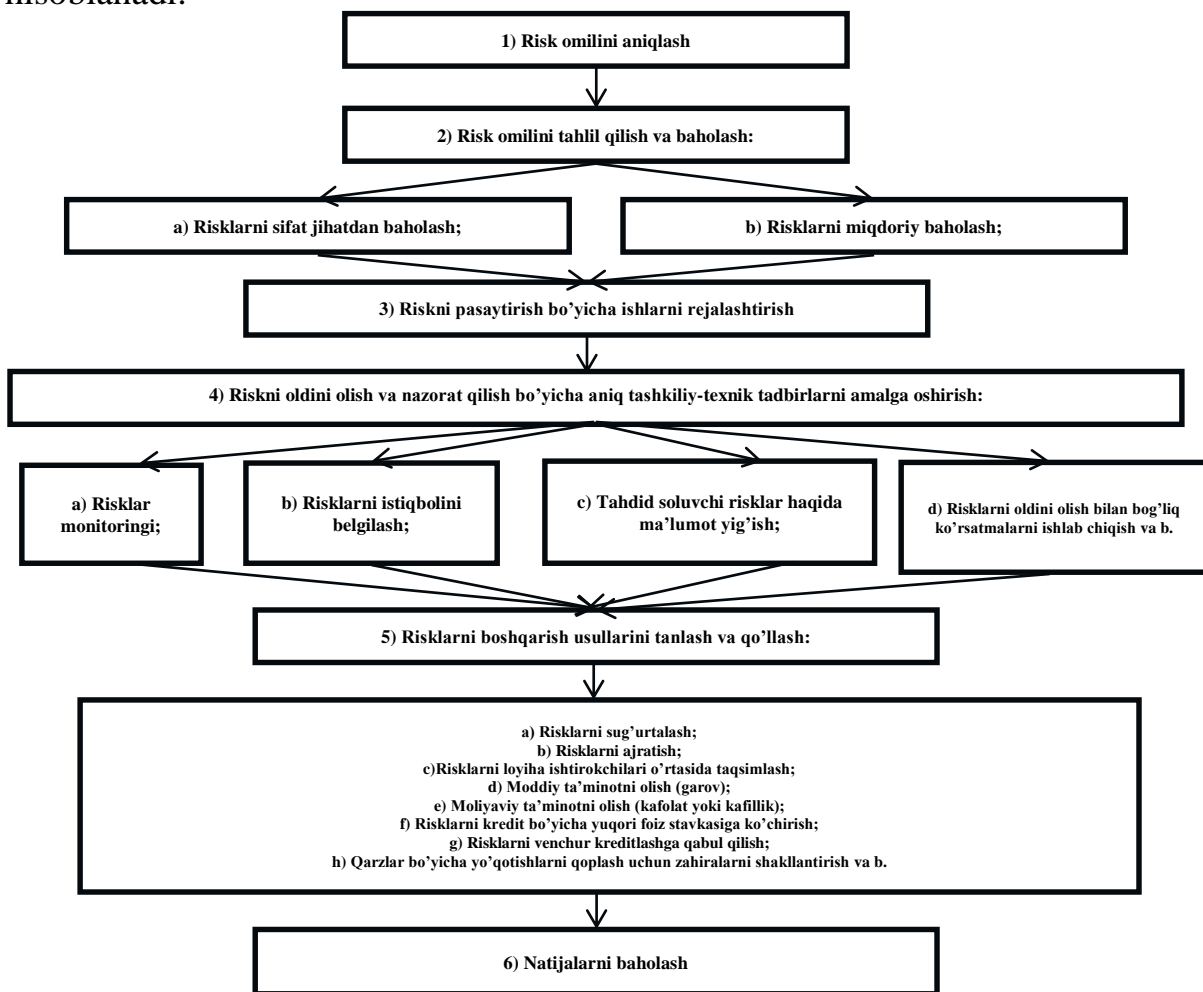 hisoblanadi.
1) Risk omilini aniqlash
2) Risk omilini tahlil qilish va baholash:
a) Risklarni sifat jihatdan baholash;
b) Risklarni miqdoriy baholash;
3) Riskni pasaytirish bo’yicha ishlarni rejalashtirish
4) Riskni oldini olish va nazorat qilish bo’yicha aniq tashkiliy-texnik tadbirlarni amalga oshirish:
a) Risklar
monitoringi;
b) Risklarni istiqbolini
belgilash;
c) Tahdid soluvchi risklar haqida
ma’lumot yig’ish;
d) Risklarni oldini olish bilan bog’liq
ko’rsatmalarni ishlab chiqish va b.
5) Risklarni boshqarish usullarini tanlash va qo’llash:
a) Risklarni sug’urtalash;
b) Risklarni ajratish;
c)Risklarni loyiha ishtirokchilari o’rtasida taqsimlash;
d) Moddiy ta’minotni olish (garov);
e) Moliyaviy ta’minotni olish (kafolat yoki kafillik);
f) Risklarni kredit bo’yicha yuqori foiz stavkasiga ko’chirish;
g) Risklarni venchur kreditlashga qabul qilish;
h) Qarzlar bo’yicha yo’qotishlarni qoplash uchun zahiralarni shakllantirish va b.
6) Natijalarni baholash